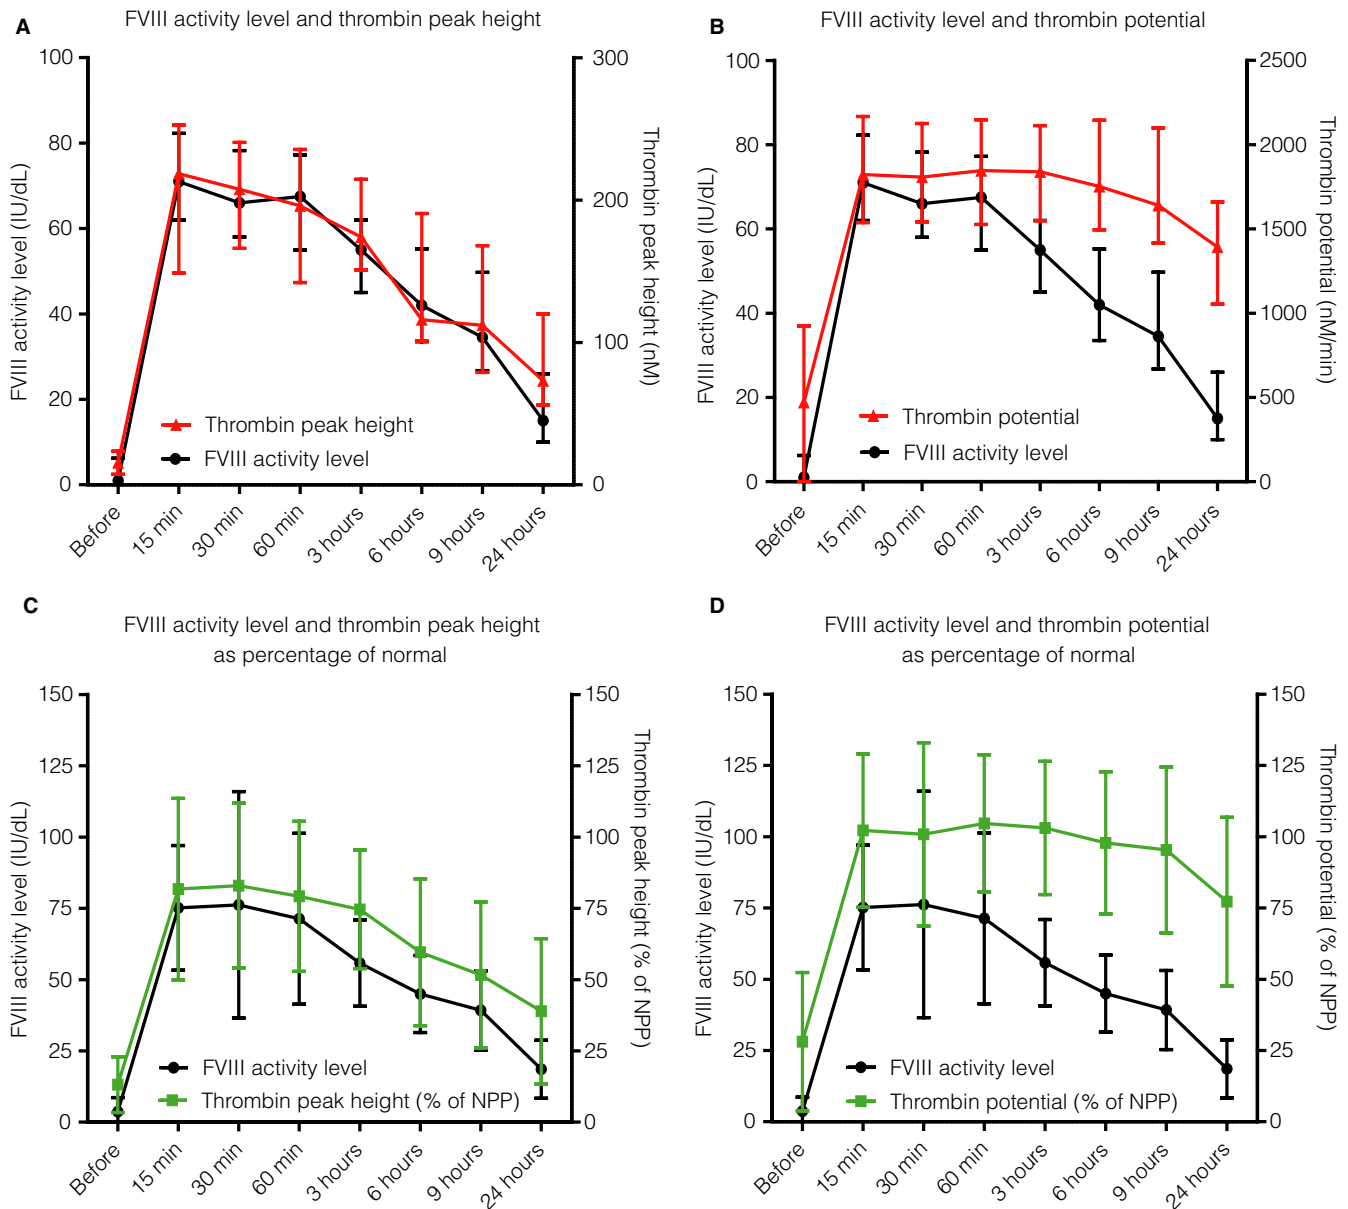 A
FVIII activity level and thrombin peak height
100
80
60
40
20
0
FVIII activity level (IU/dL)
300
200
100
0
Thrombin peak height (nM)
Thrombin peak height
FVIII activity level
Before
15 min
30 min
60 min
3 hours
6 hours
9 hours
24 hours
B
FVIII activity level and thrombin potential
100
80
60
40
20
0
FVIII activity level (IU/dL)
2500
2000
1500
1000
500
0
Thrombin potential (nM/min)
Thrombin potential
FVIII activity level
Before
15 min
30 min
60 min
3 hours
6 hours
9 hours
24 hours
C
FVIII activity level and thrombin peak height
as percentage of normal
150
125
100
75
50
25
0
FVIII activity level (IU/dL)
150
125
100
75
50
25
0
Thrombin peak height (% of NPP)
FVIII activity level
Thrombin peak height (% of NPP)
Before
15 min
30 min
60 min
3 hours
6 hours
9 hours
24 hours
D
FVIII activity level and thrombin potential
as percentage of normal
150
125
100
75
50
25
0
FVIII activity level (IU/dL)
150
125
100
75
50
25
0
Thrombin potential (% of NPP)
FVIII activity level
Thrombin potential (% of NPP)
Before
15 min
30 min
60 min
3 hours
6 hours
9 hours
24 hours